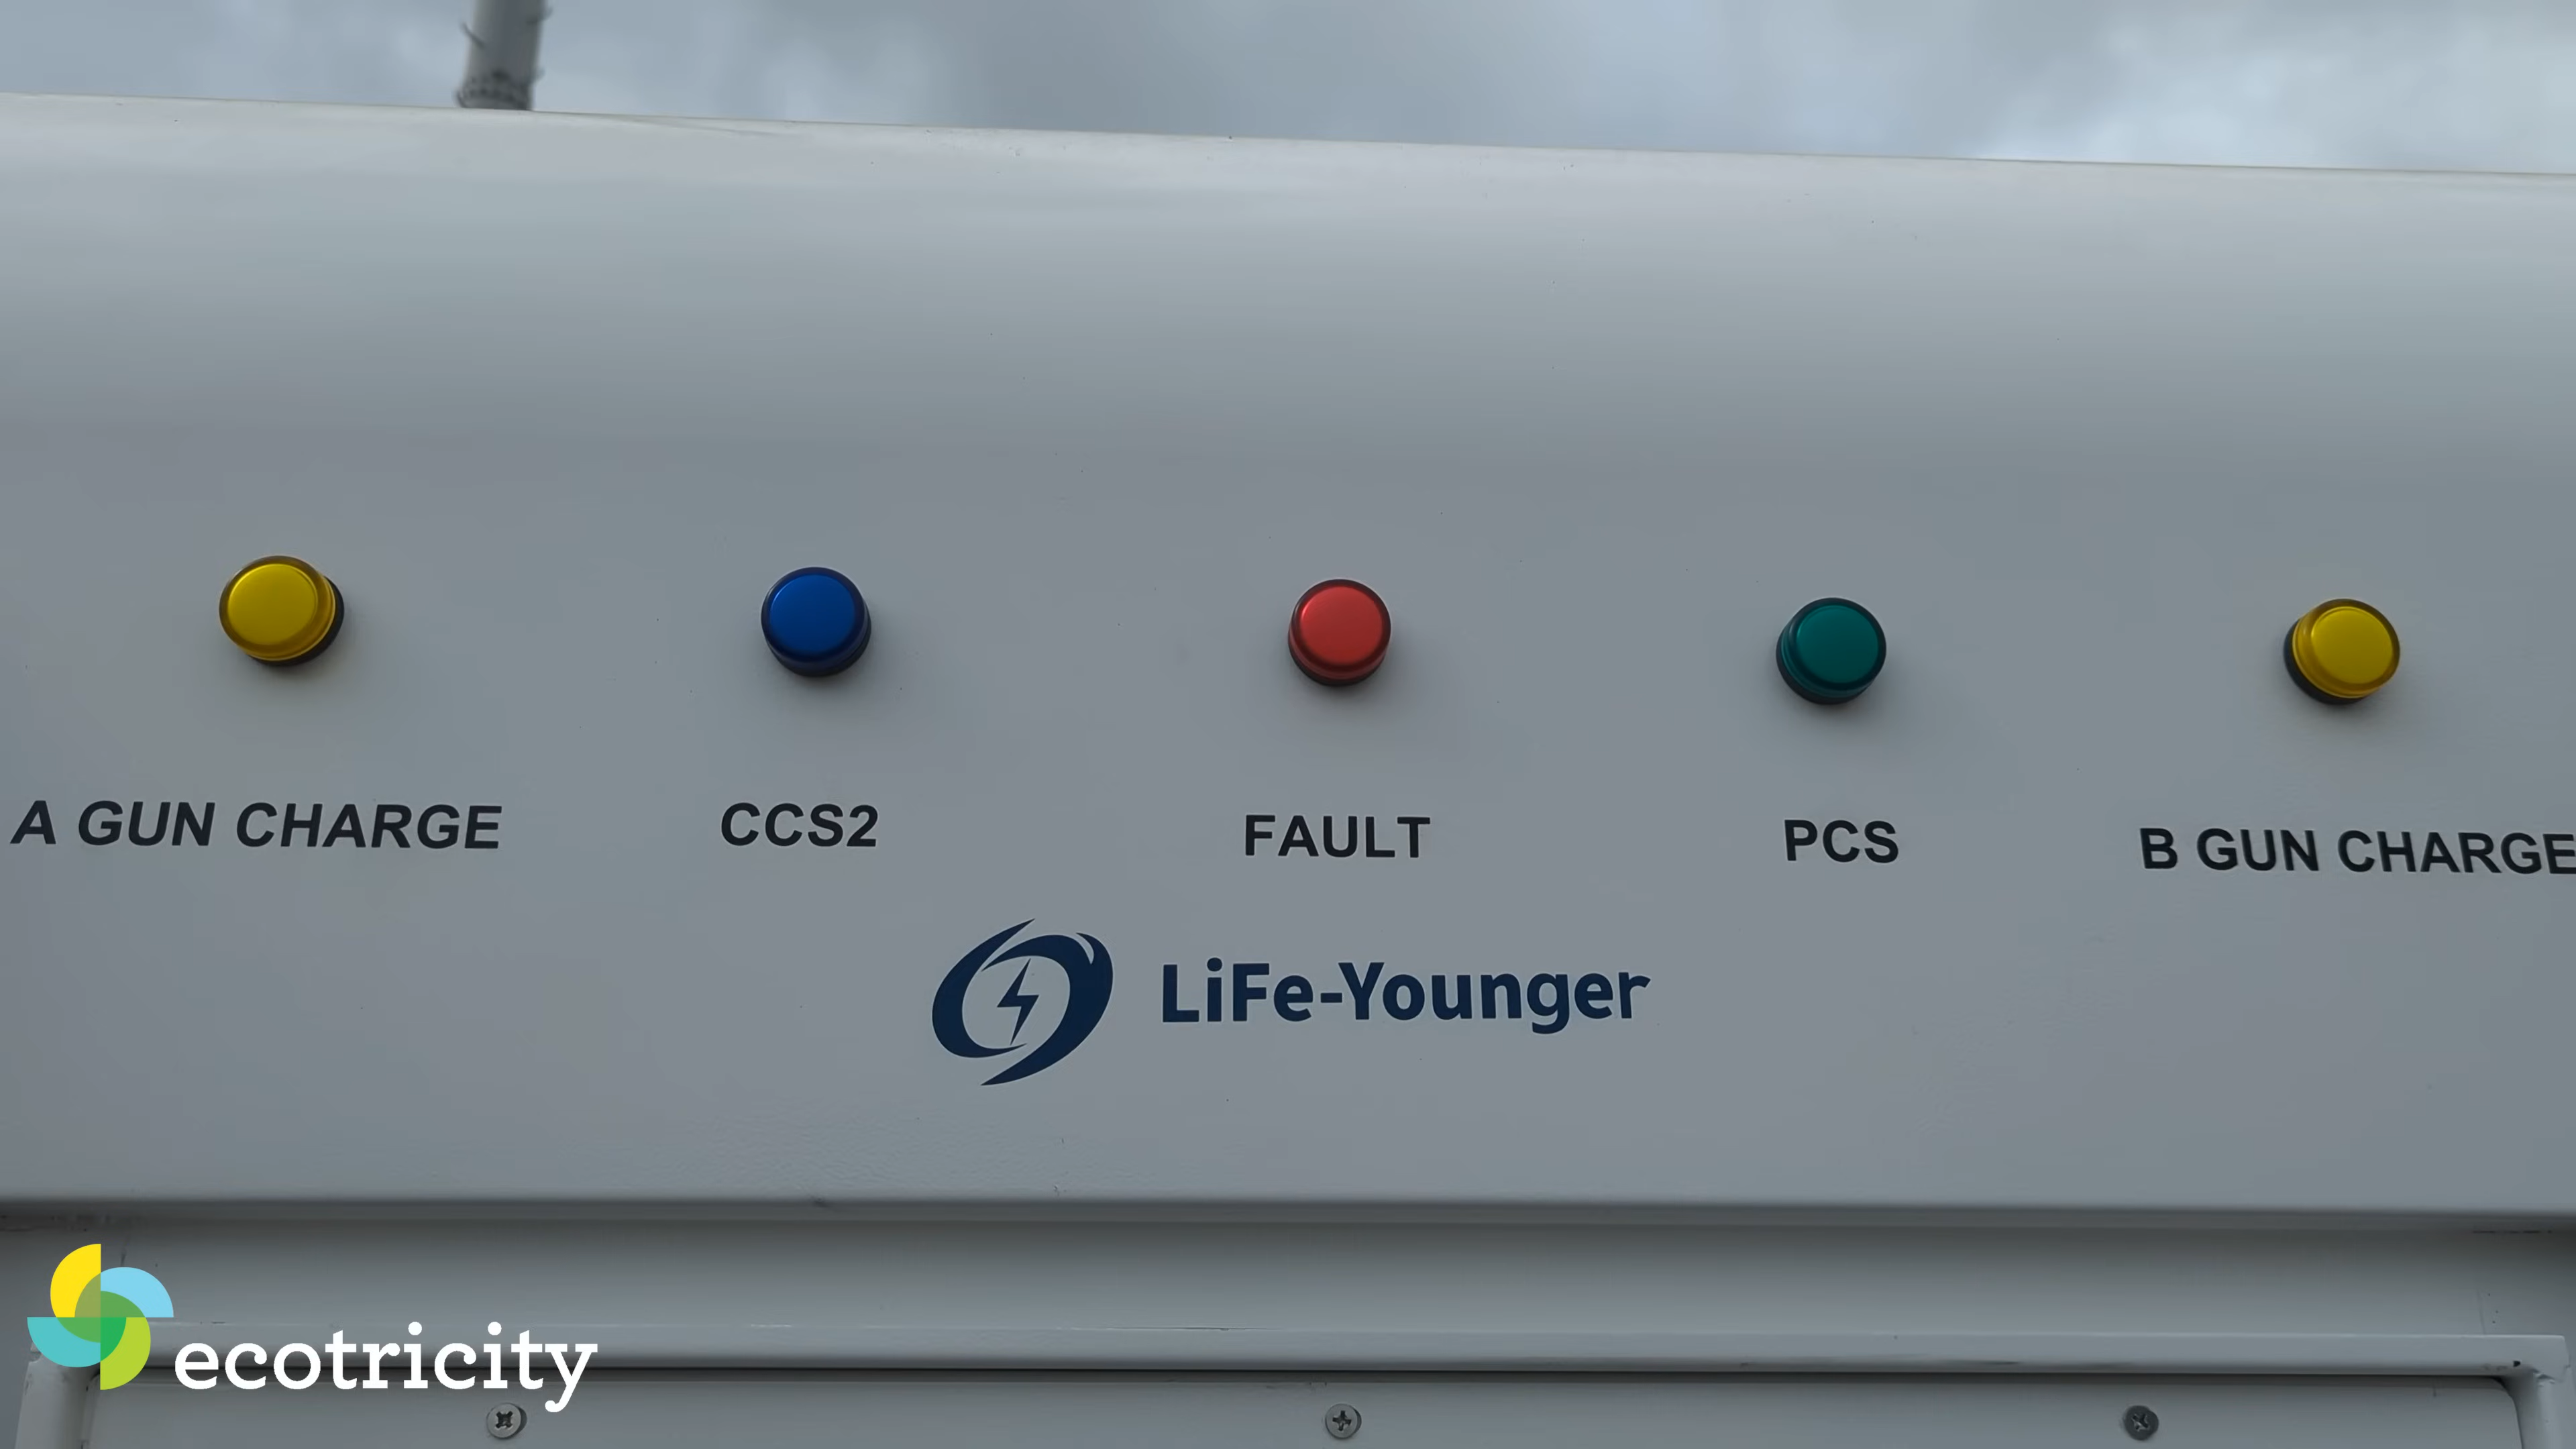 A GUN CHARGE
CCS2
FAULT
PCS
B GUN CHARGE
LiFe-Younger
ecotricity